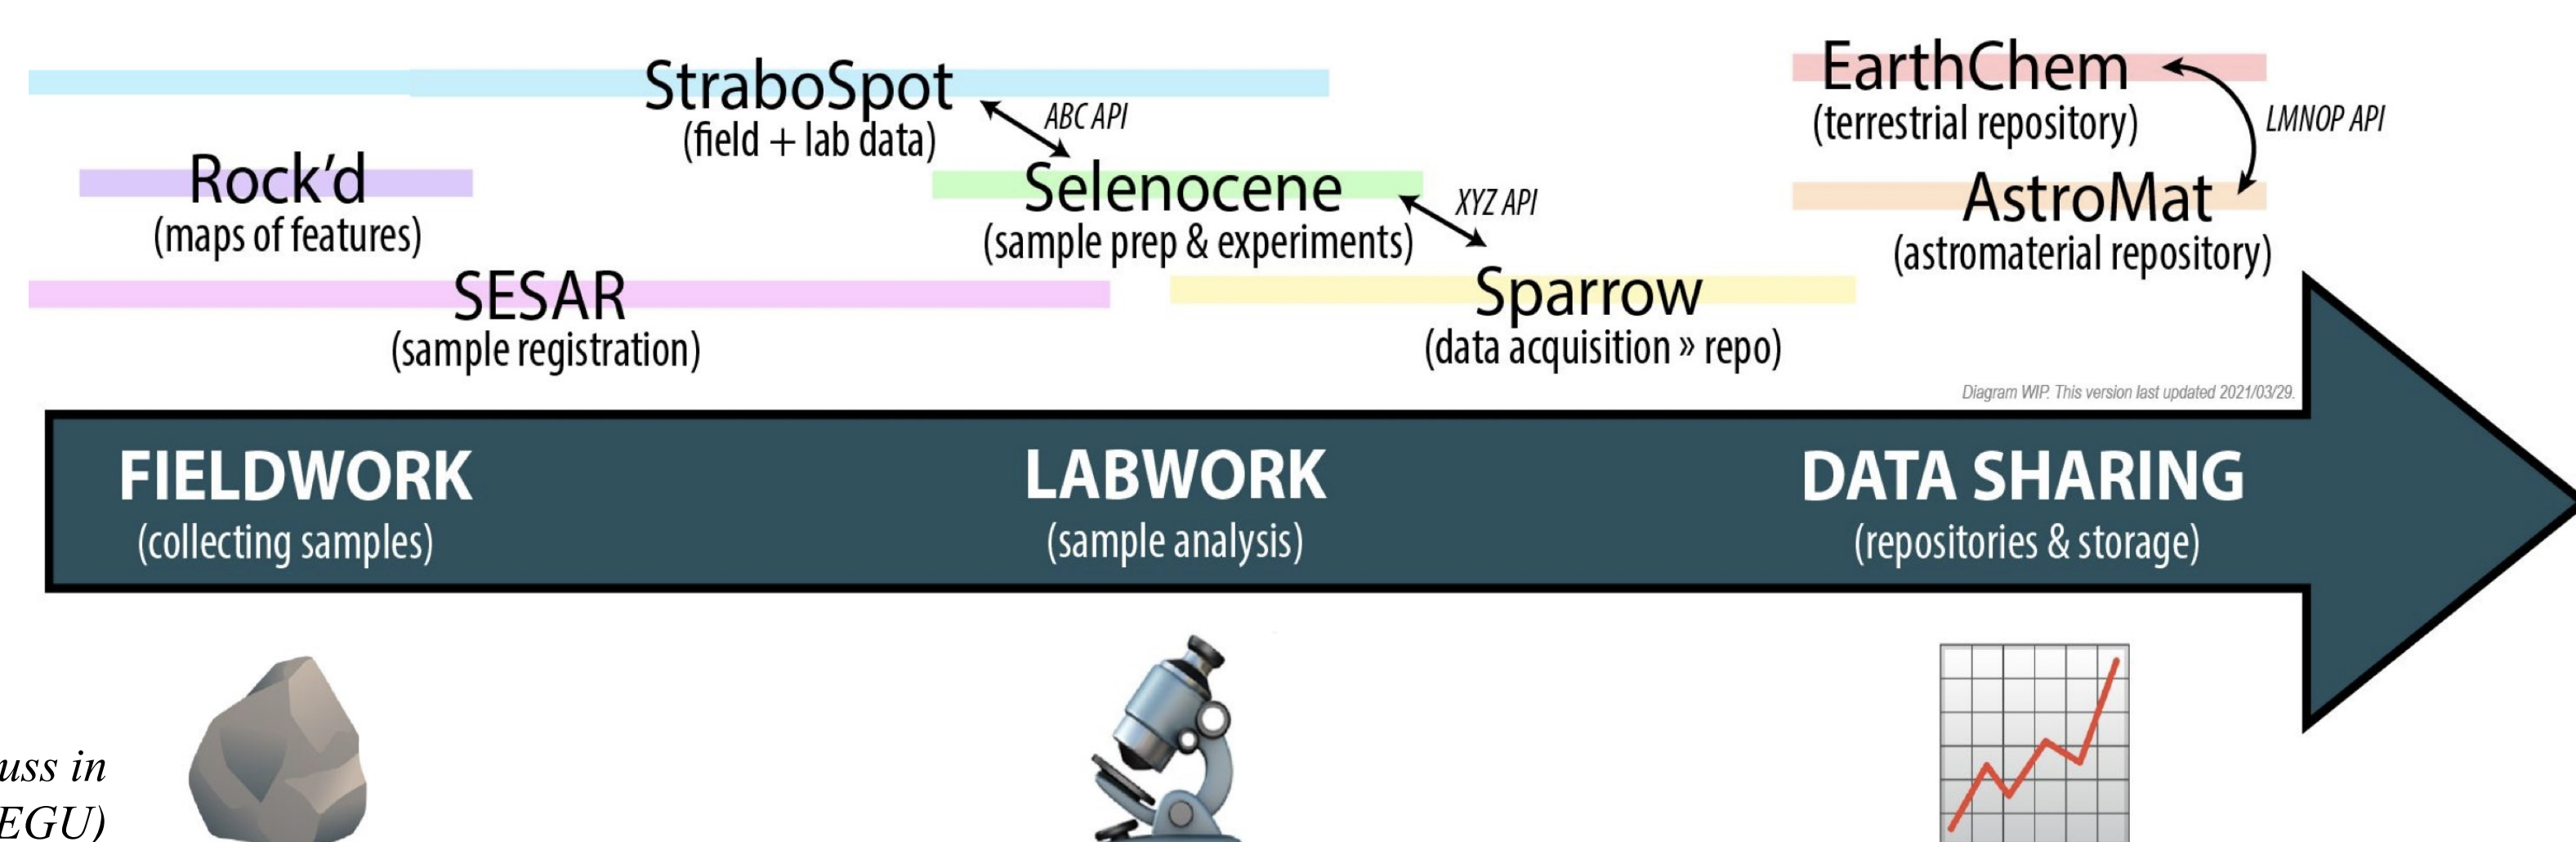 StraboSpot
(field + lab data)
ABC API
Rock’d
(maps of features)
Selenocene
(sample prep & experiments)
XYZ API
SESAR
(sample registration)
Sparrow
(data acquisition » repo)
EarthChem
(terrestrial repository)
LMNOP API
AstroMat
(astromaterial repository)
Diagram WIP. This version last updated 2021/03/29.
FIELDWORK
(collecting samples)
LABWORK
(sample analysis)
DATA SHARING
(repositories & storage)
uss in
EGU)